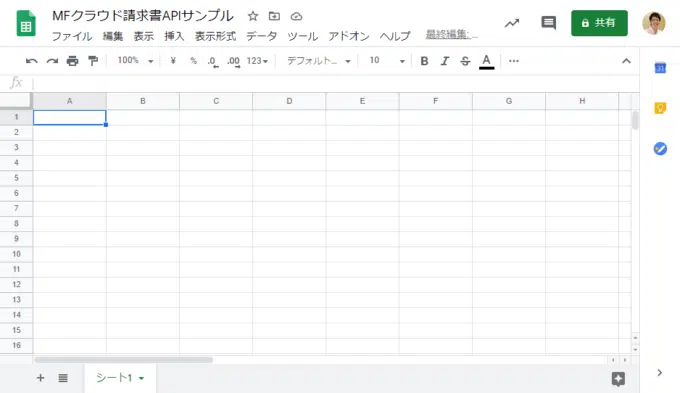 MFクラウド請求書APIサンプル
ファイル 編集 表示 挿入 表示形式 データ ツール アドオン ヘルプ 最終編集:...
共有
100% ¥ % .0 .00 123 デフォルト... 10 B I S A ...
fx
A B C D E F G H
1
2
3
4
5
6
7
8
9
10
11
12
13
14
15
16
シート1
31